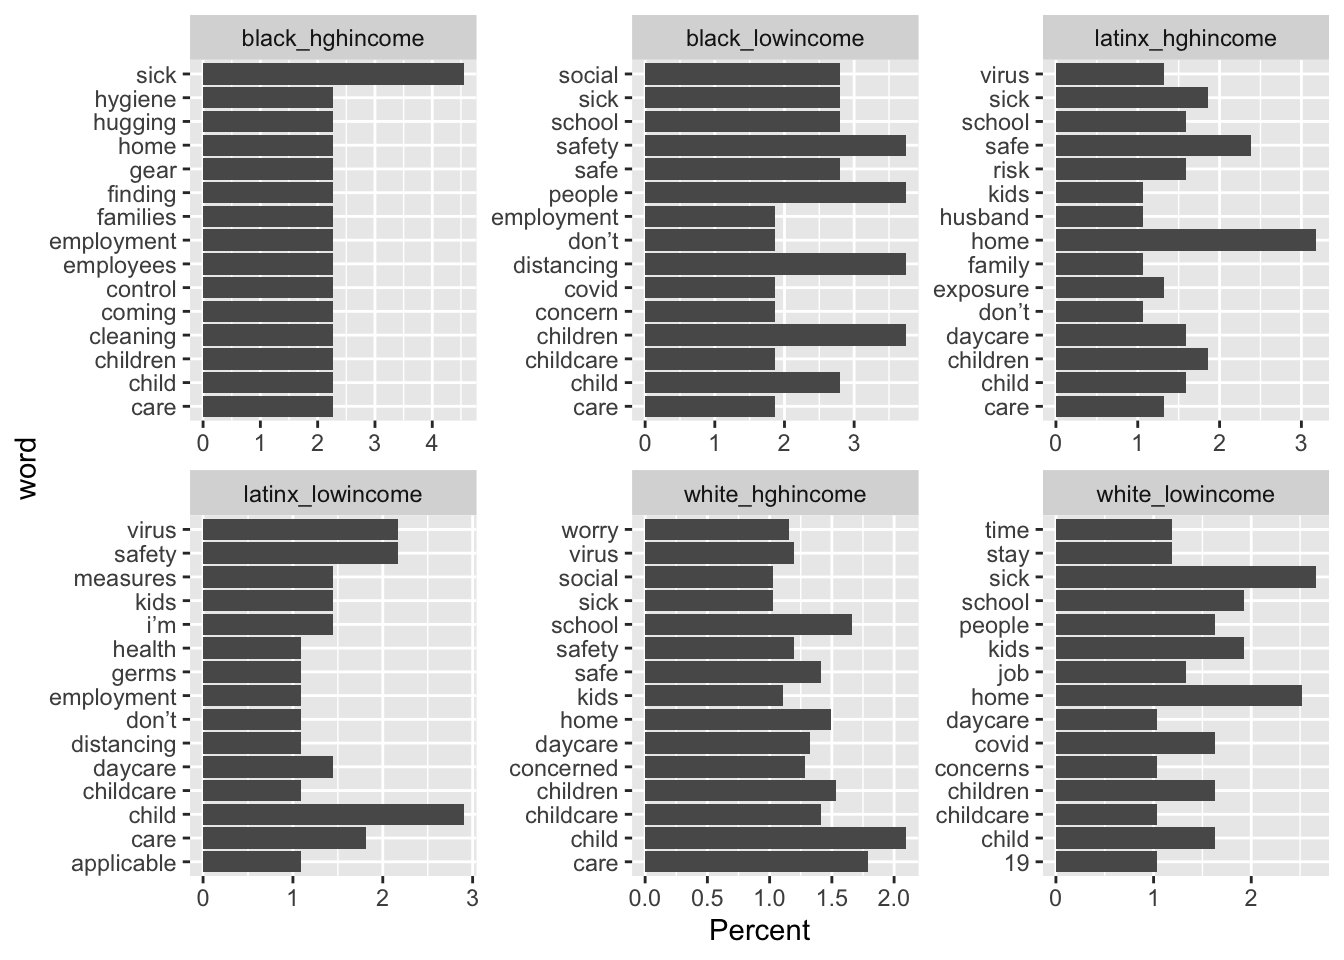 black_hghincome
sick
hygiene
hugging
home
gear
finding
families
employment
employees
control
coming
cleaning
children
child
care
0 1 2 3 4
black_lowincome
social
sick
school
safety
safe
people
employment
don’t
distancing
covid
concern
children
childcare
child
care
0 1 2 3
latinx_hghincome
virus
sick
school
safe
risk
kids
husband
home
family
exposure
don’t
daycare
children
child
care
0 1 2 3
word
latinx_lowincome
virus
safety
measures
kids
i’m
health
germs
employment
don’t
distancing
daycare
childcare
child
care
applicable
0 1 2 3
white_hghincome
worry
virus
social
sick
school
safety
safe
kids
home
daycare
concerned
children
childcare
child
care
0.0 0.5 1.0 1.5 2.0
white_lowincome
time
stay
sick
school
people
kids
job
home
daycare
covid
concerns
children
childcare
child
19
0 1 2
Percent